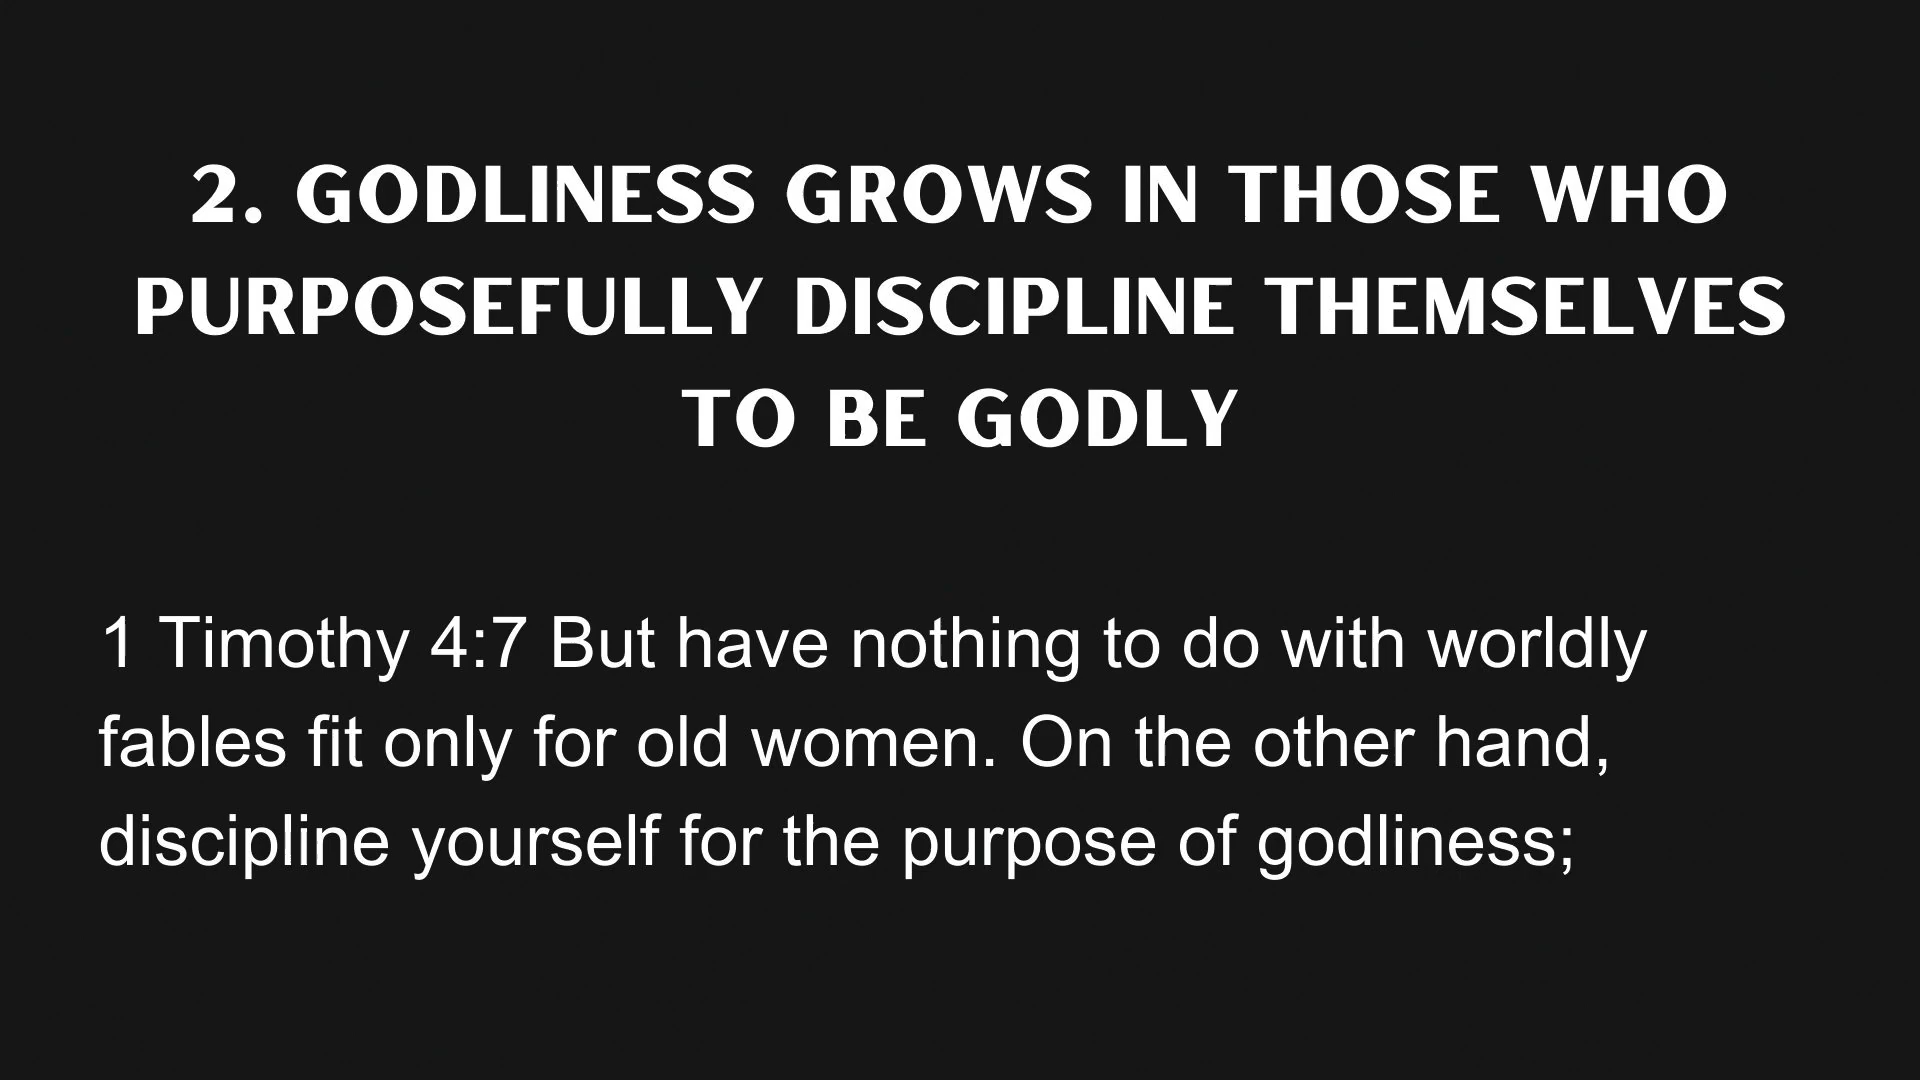 2. GODLINESS GROWS IN THOSE WHO
PURPOSEFULLY DISCIPLINE THEMSELVES
TO BE GODLY
1 Timothy 4:7 But have nothing to do with worldly
fables fit only for old women. On the other hand,
discipline yourself for the purpose of godliness;